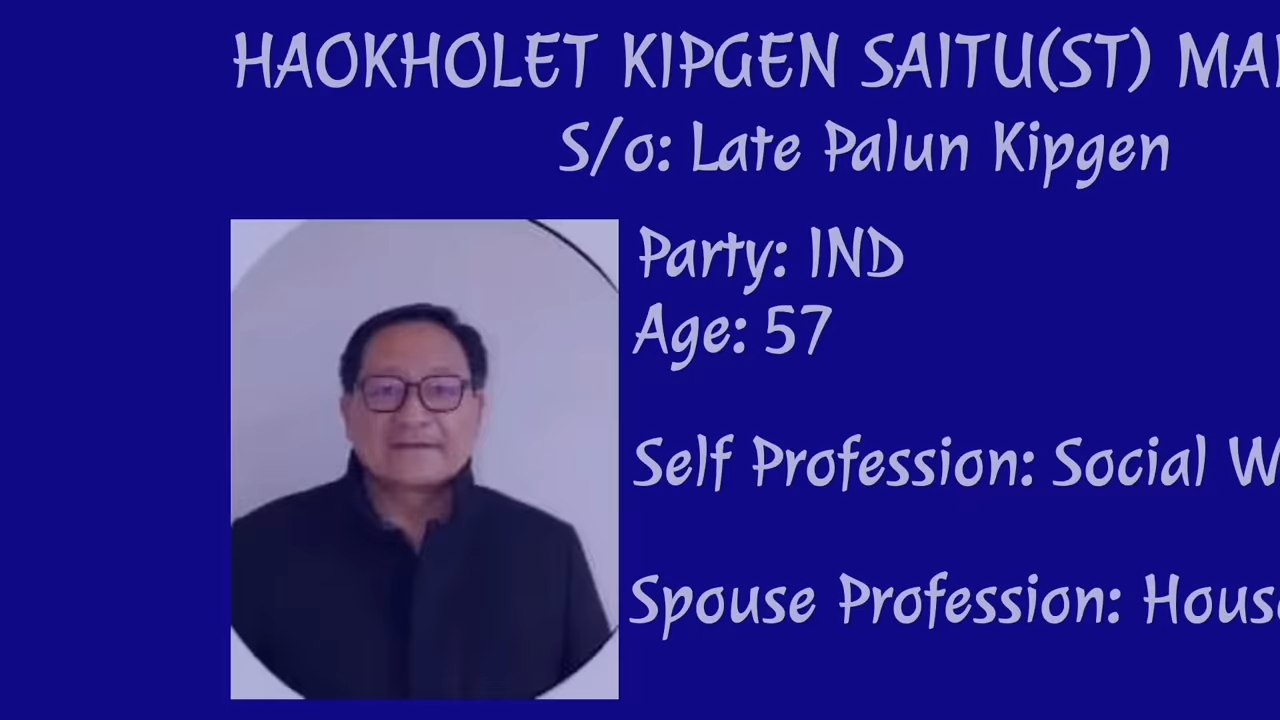 HAOKHOLET KIPGEN SAITU(ST) MA
S/o: Late Palun Kipgen
Party: IND
Age: 57
Self Profession: Social W
Spouse Profession: Hous